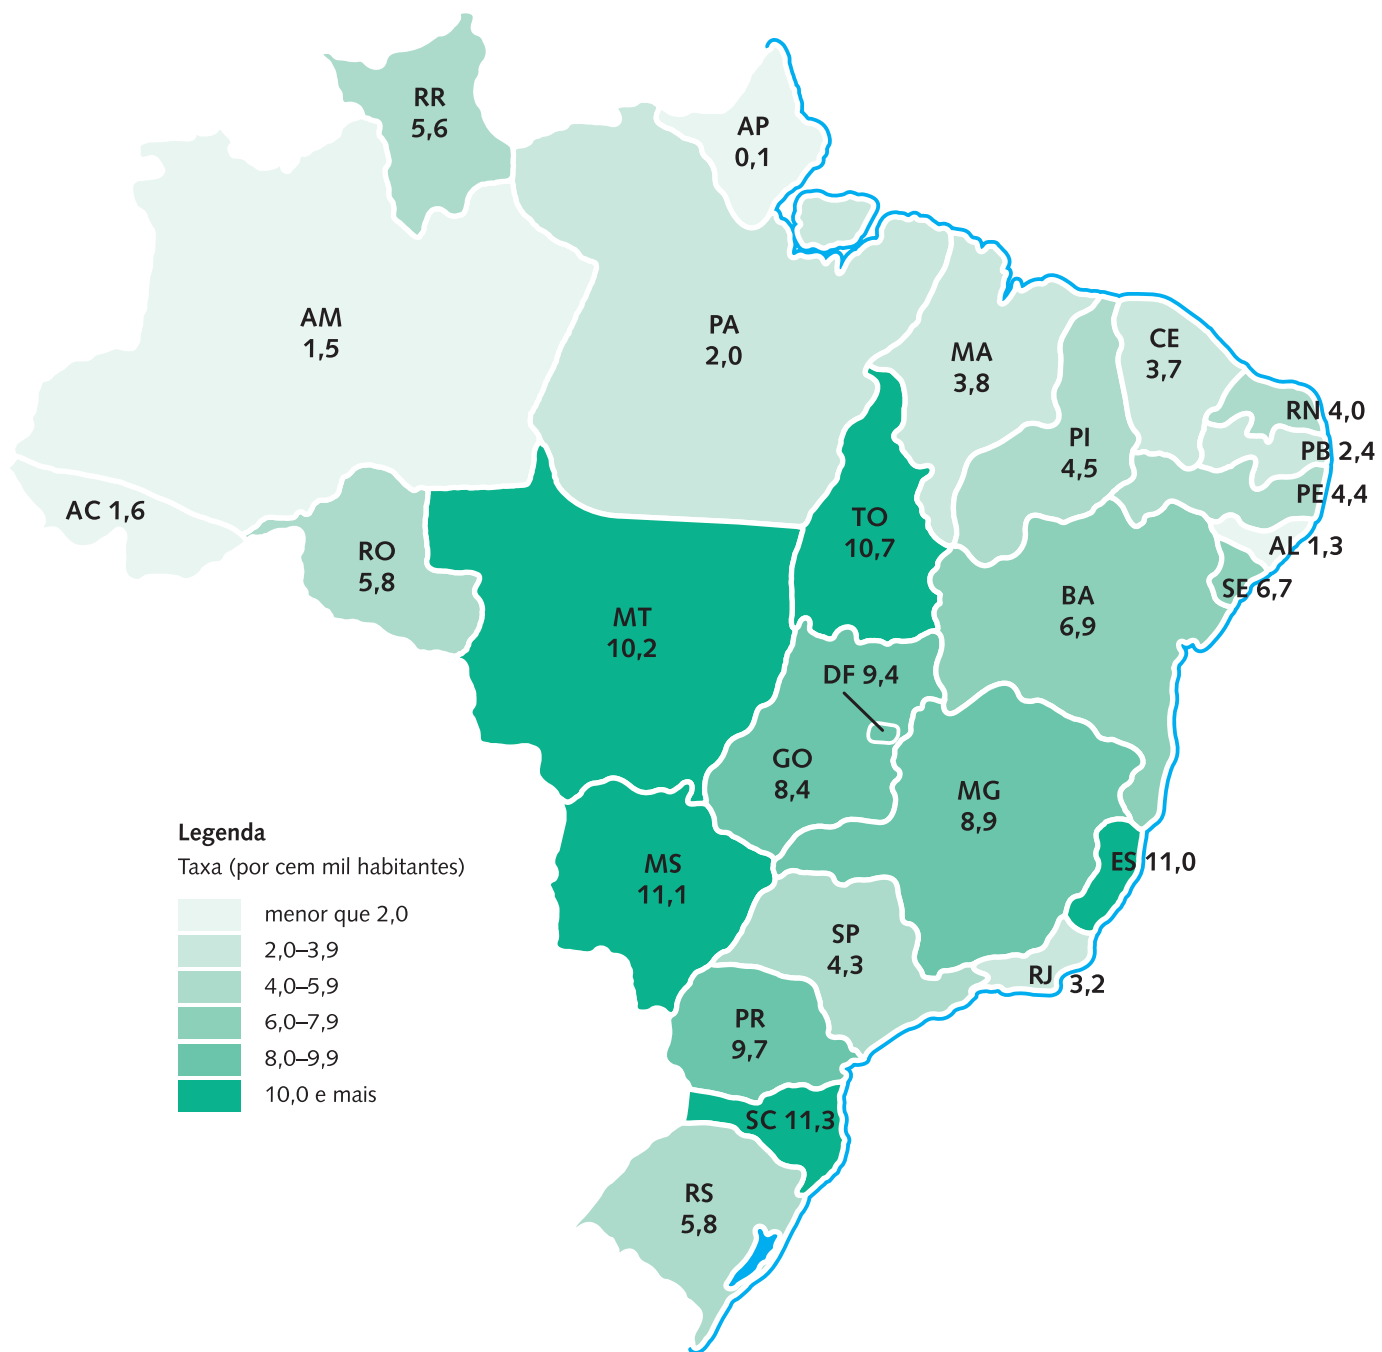 RR
5,6
AP
0,1
AM
1,5
PA
2,0
MA
3,8
CE
3,7
RN 4,0
PI
4,5
PB 2,4
PE 4,4
AC 1,6
TO
10,7
AL 1,3
RO
5,8
SE 6,7
BA
6,9
MT
10,2
DF 9,4
GO
8,4
MG
8,9
ES 11,0
MS
11,1
SP
4,3
RJ 3,2
PR
9,7
SC 11,3
RS
5,8
Legenda
Taxa (por cem mil habitantes)
menor que 2,0
2,0–3,9
4,0–5,9
6,0–7,9
8,0–9,9
10,0 e mais